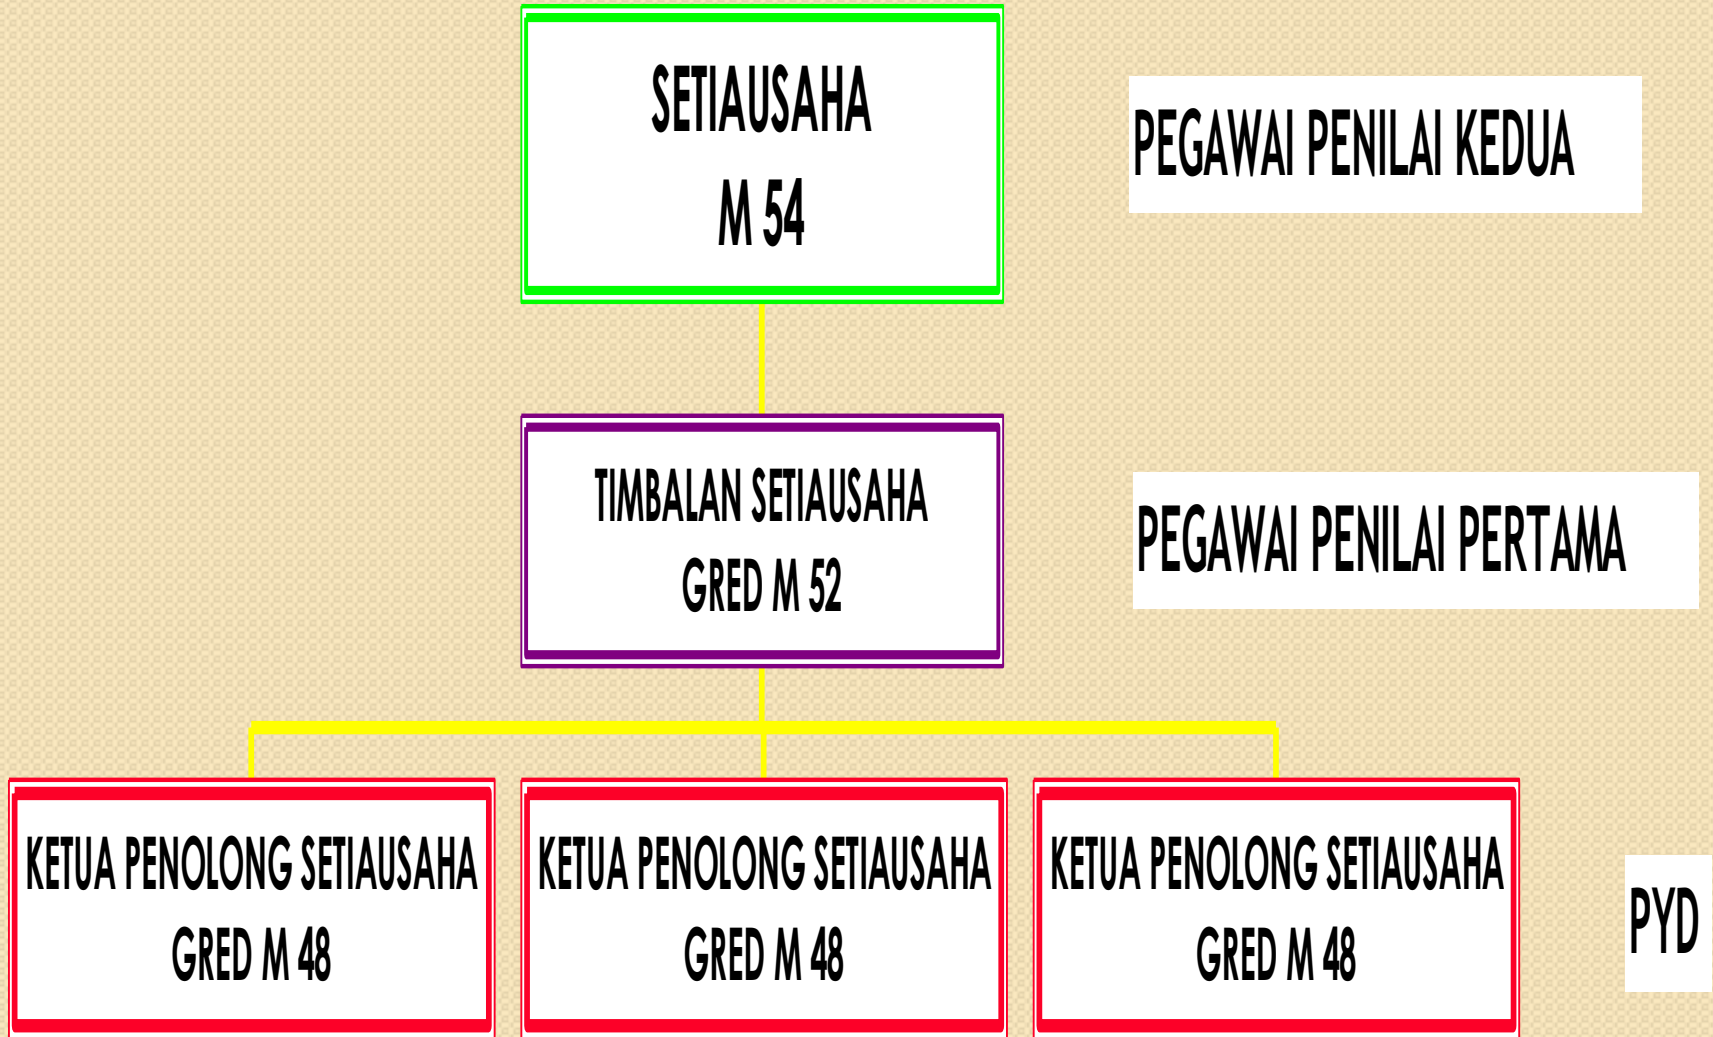 SETIAUSAHA
M 54
PEGAWAI PENILAI KEDUA
TIMBALAN SETIAUSAHA
GRED M 52
PEGAWAI PENILAI PERTAMA
KETUA PENOLONG SETIAUSAHA
GRED M 48
KETUA PENOLONG SETIAUSAHA
GRED M 48
KETUA PENOLONG SETIAUSAHA
GRED M 48
PYD